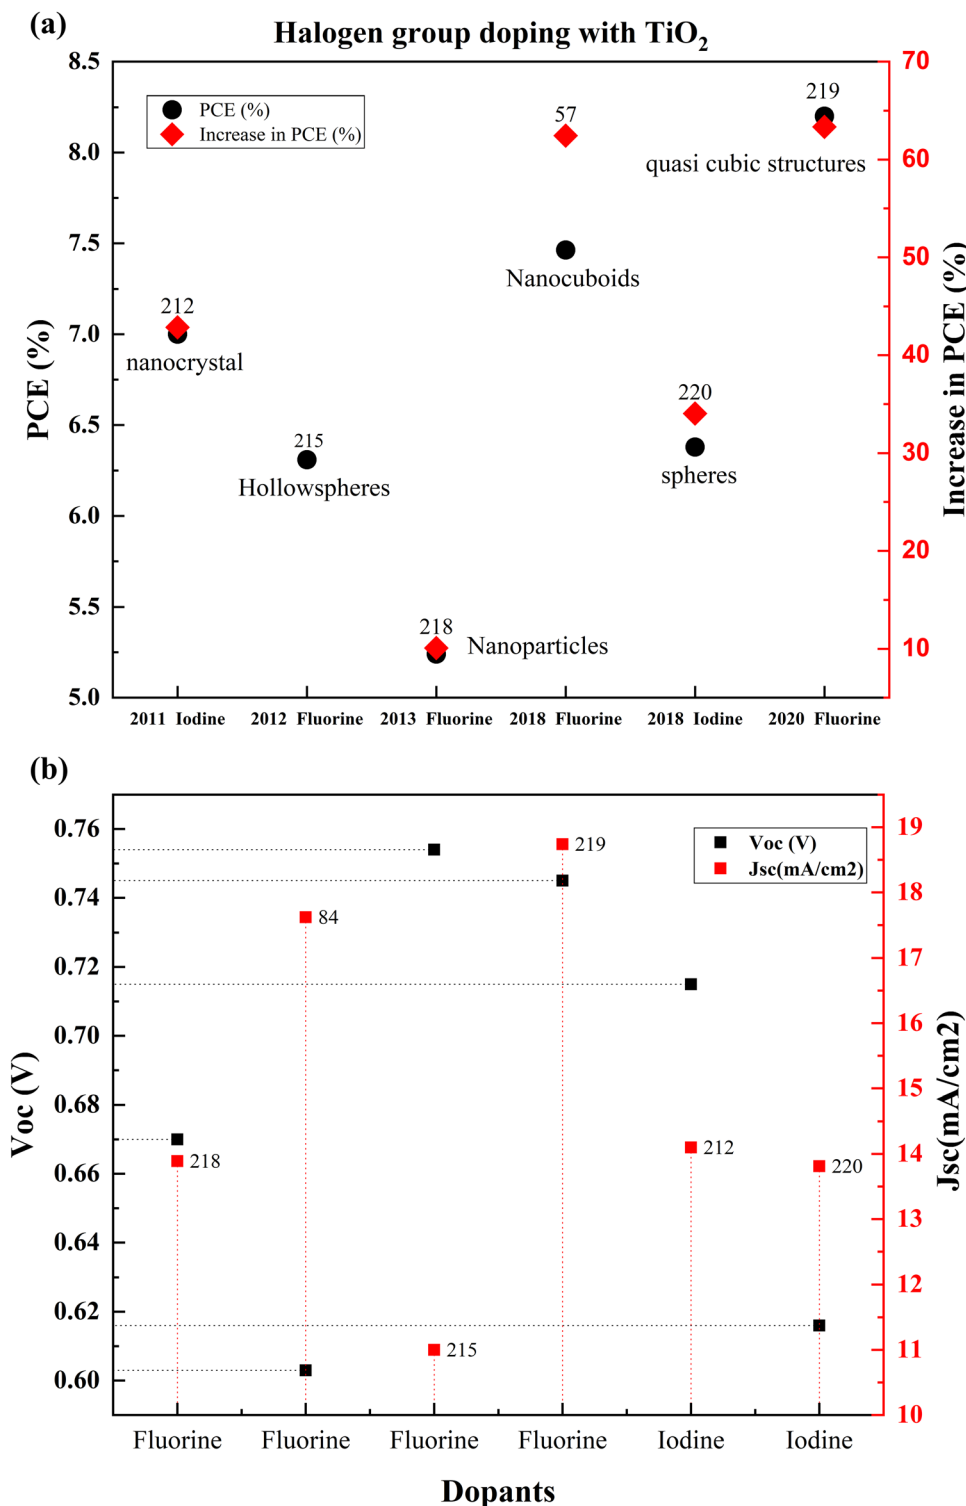 (a)
Halogen group doping with TiO₂
8.5
8.0
7.5
7.0
6.5
6.0
5.5
5.0
PCE (%)
70
60
50
40
30
20
10
Increase in PCE (%)
PCE (%)
Increase in PCE (%)
212
nanocrystal
215
Hollowspheres
218
Nanoparticles
57
Nanocuboids
220
spheres
219
quasi cubic structures
2011 Iodine
2012 Fluorine
2013 Fluorine
2018 Fluorine
2018 Iodine
2020 Fluorine
(b)
0.76
0.74
0.72
0.70
0.68
0.66
0.64
0.62
0.60
Voc (V)
19
18
17
16
15
14
13
12
11
10
Jsc(mA/cm2)
Voc (V)
Jsc(mA/cm2)
218
84
215
219
212
220
Fluorine
Fluorine
Fluorine
Fluorine
Iodine
Iodine
Dopants